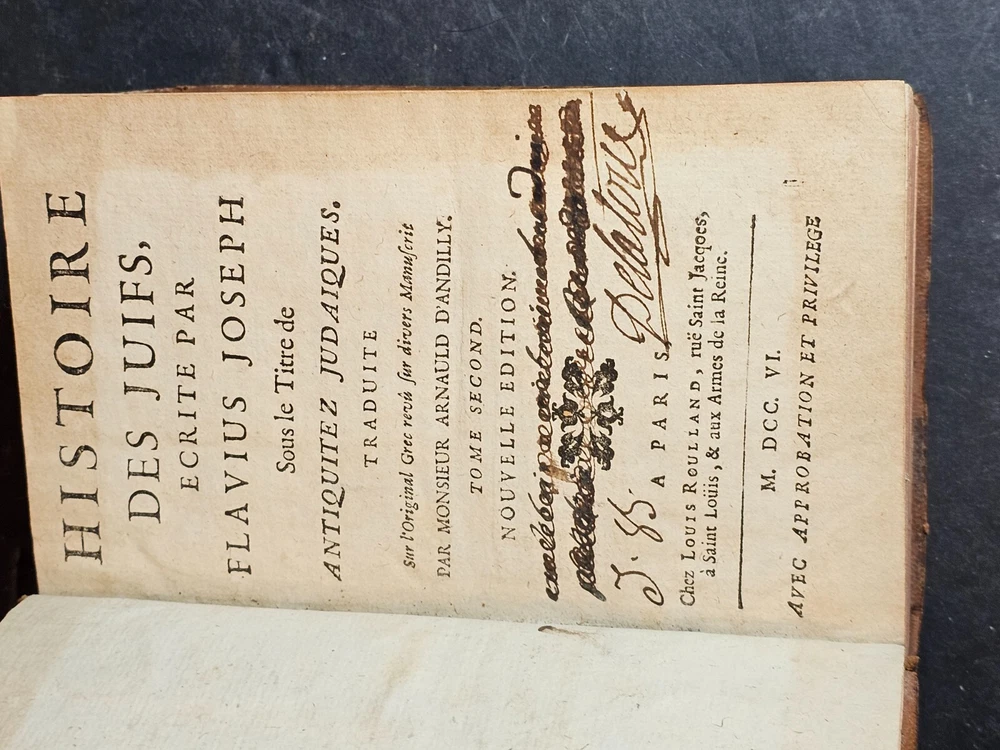 HISTOIRE
DES JUIFS,
ECRITE PAR
FLAVIUS JOSEPH
Sous le Titre de
ANTIQUITEZ JUDAIQUES.
TRADUITE
Sur l'Original Grec revû sur divers Manuscrit
PAR MONSIEUR ARNAULD D'ANDILLY.
TOME SECOND.
NOUVELLE EDITION.
Delatour
A PARIS,
Chez LOUIS ROULLAND, ruë Saint Jacques,
à Saint Loüis, & aux Armes de la Reine.
M. DCC. VI.
AVEC APPROBATION ET PRIVILEGE